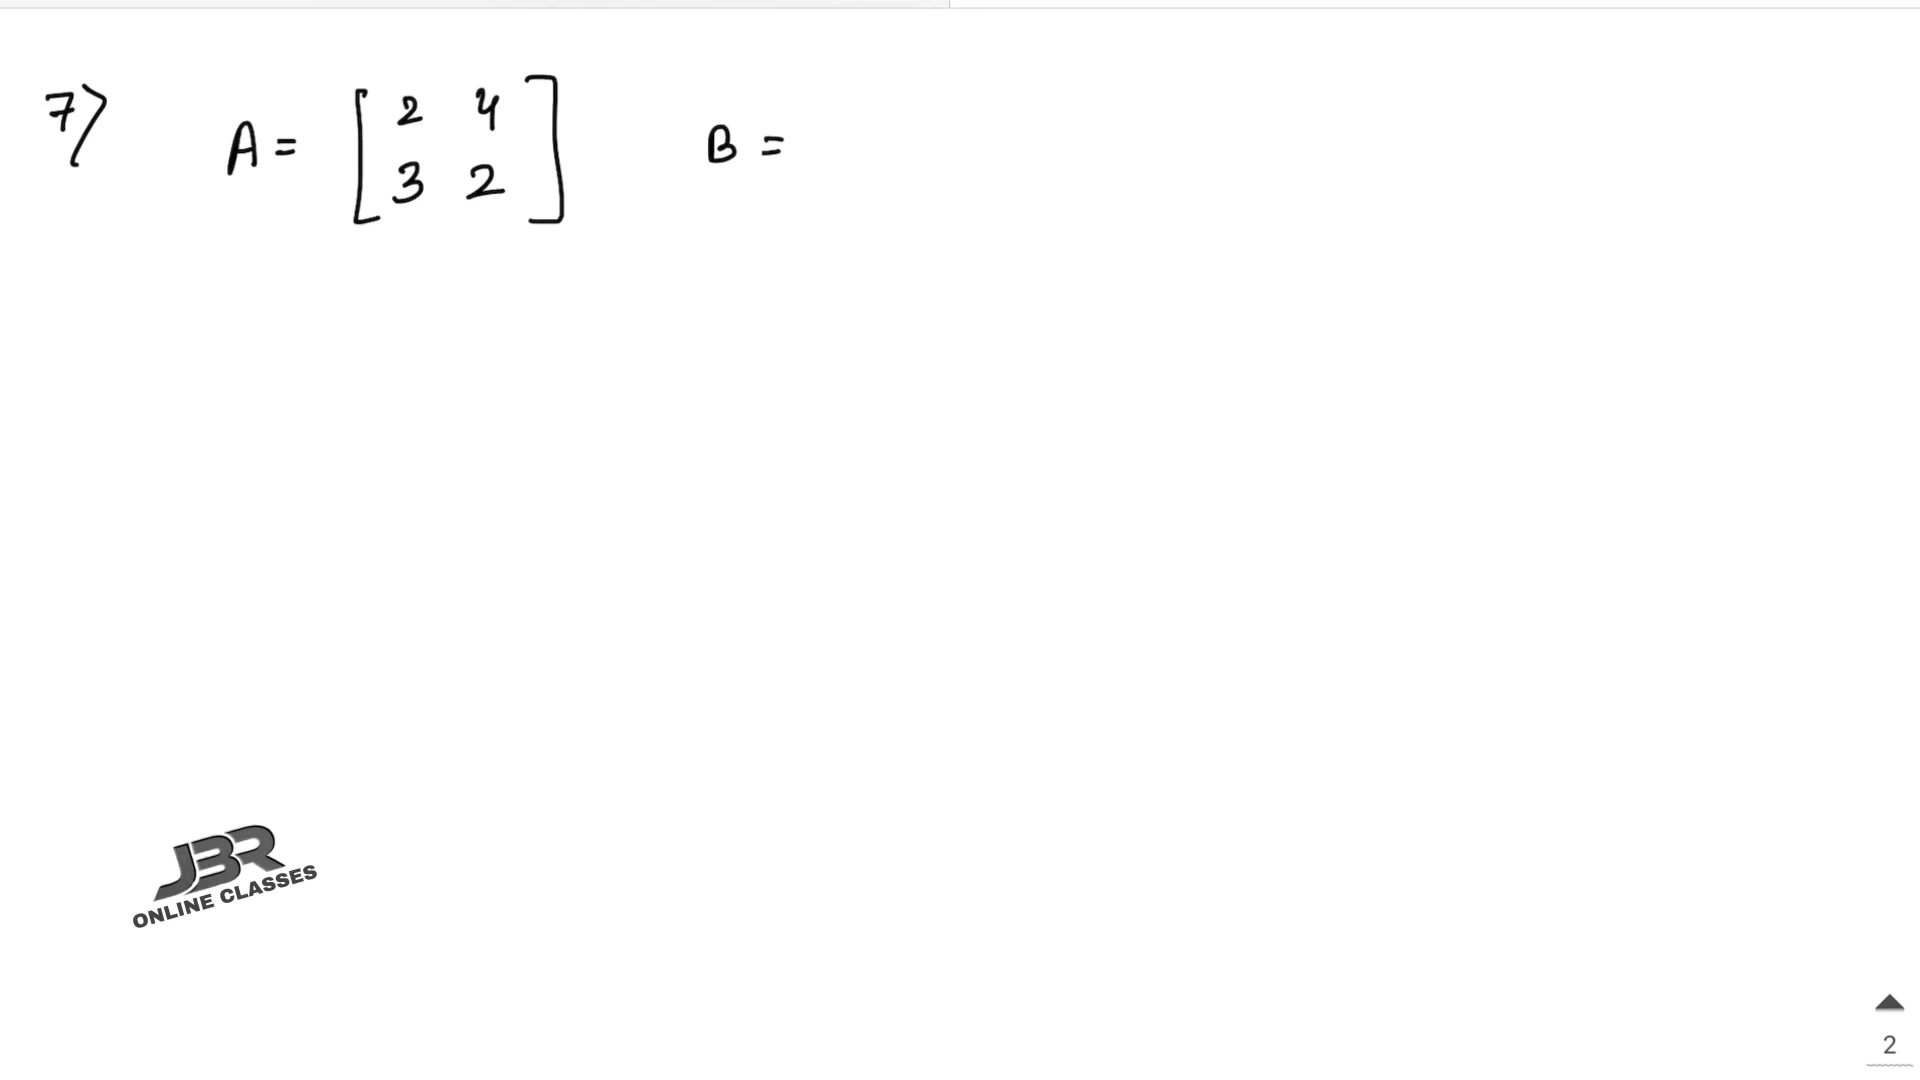 7) A = [ 2 4 ] B =
[ 3 2 ]
JBR
ONLINE CLASSES
2